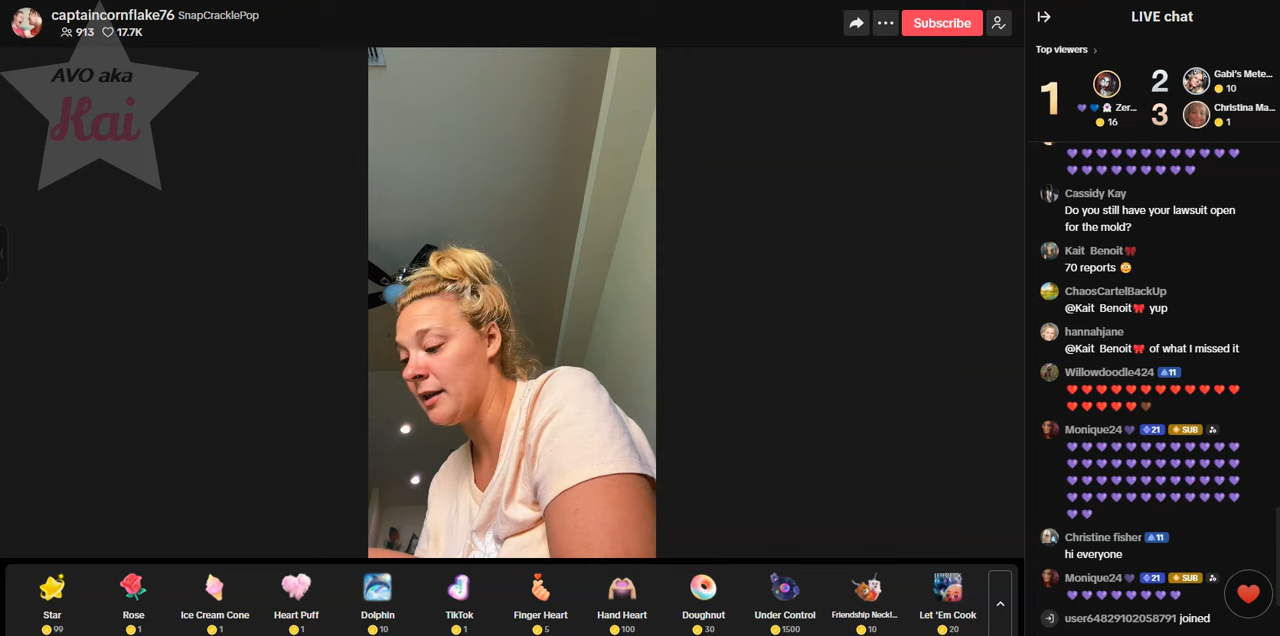 captaincornflake76 SnapCracklePop
913 17.7K
Subscribe
AVO aka
Kai
LIVE chat
Top viewers
1
Zer...
16
2
Gabi's Mete...
10
3
Christina Ma...
1
Cassidy Kay
Do you still have your lawsuit open
for the mold?
Kait Benoit
70 reports
ChaosCartelBackUp
@Kait Benoit yup
hannahjane
@Kait Benoit of what I missed it
Willowdoodle424 11
Monique24 21 SUB
Christine fisher 11
hi everyone
Monique24 21 SUB
user64829102058791 joined
Star Rose Ice Cream Cone Heart Puff Dolphin TikTok Finger Heart Hand Heart Doughnut Under Control Friendship Neckl... Let 'Em Cook
99 1 1 1 10 1 5 100 30 1500 10 20